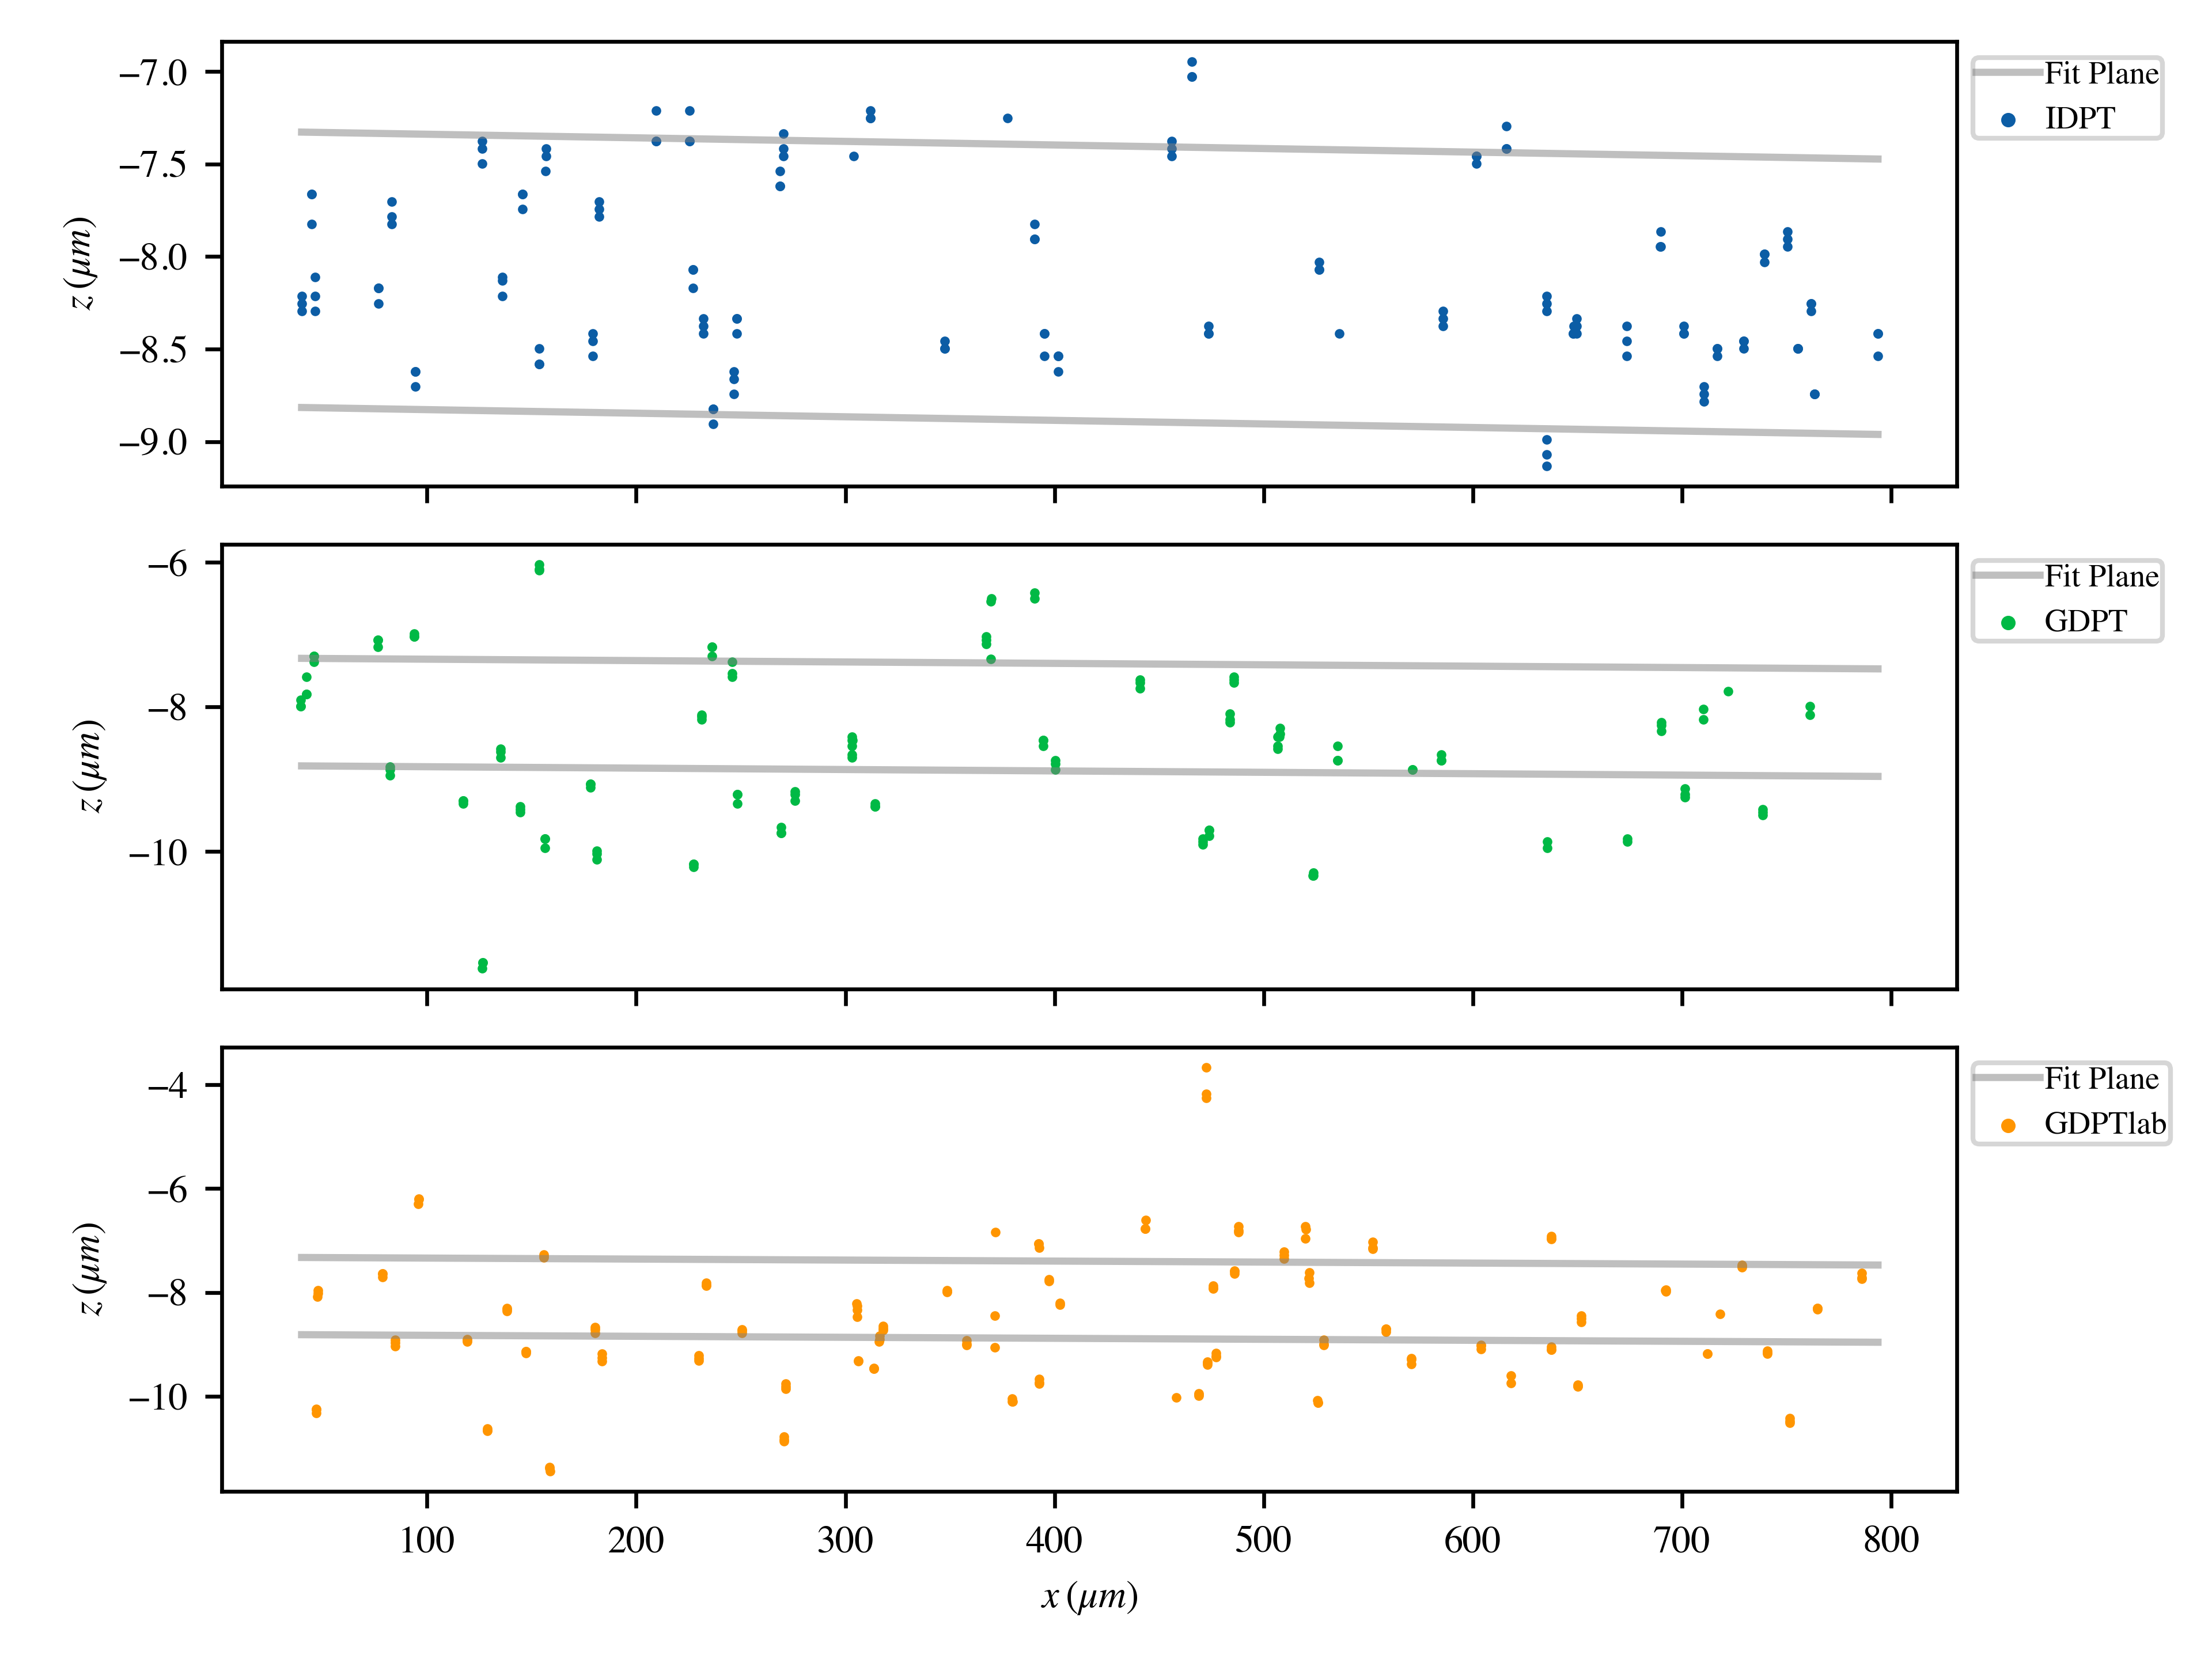 −7.0
−7.5
−8.0
−8.5
−9.0
z (μm)
Fit Plane
IDPT
−6
−8
−10
z (μm)
Fit Plane
GDPT
−4
−6
−8
−10
z (μm)
Fit Plane
GDPTlab
100 200 300 400 500 600 700 800
x (μm)